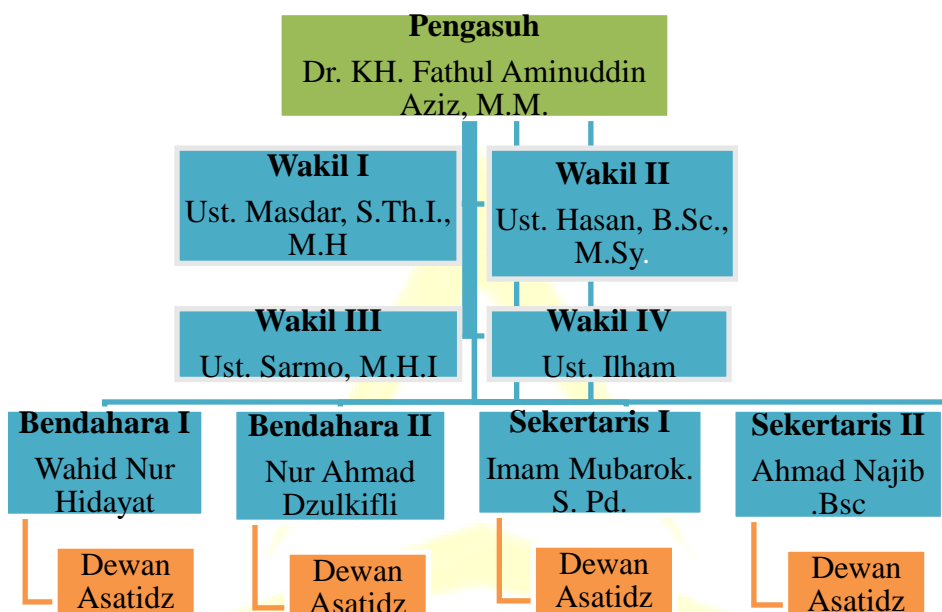 Pengasuh
Dr. KH. Fathul Aminuddin
Aziz, M.M.
Wakil I
Ust. Masdar, S.Th.I.,
M.H
Wakil II
Ust. Hasan, B.Sc.,
M.Sy.
Wakil III
Ust. Sarmo, M.H.I
Wakil IV
Ust. Ilham
Bendahara I
Wahid Nur
Hidayat
Bendahara II
Nur Ahmad
Dzulkifli
Sekertaris I
Imam Mubarok.
S. Pd.
Sekertaris II
Ahmad Najib
.Bsc
Dewan
Asatidz
Dewan
Asatidz
Dewan
Asatidz
Dewan
Asatidz